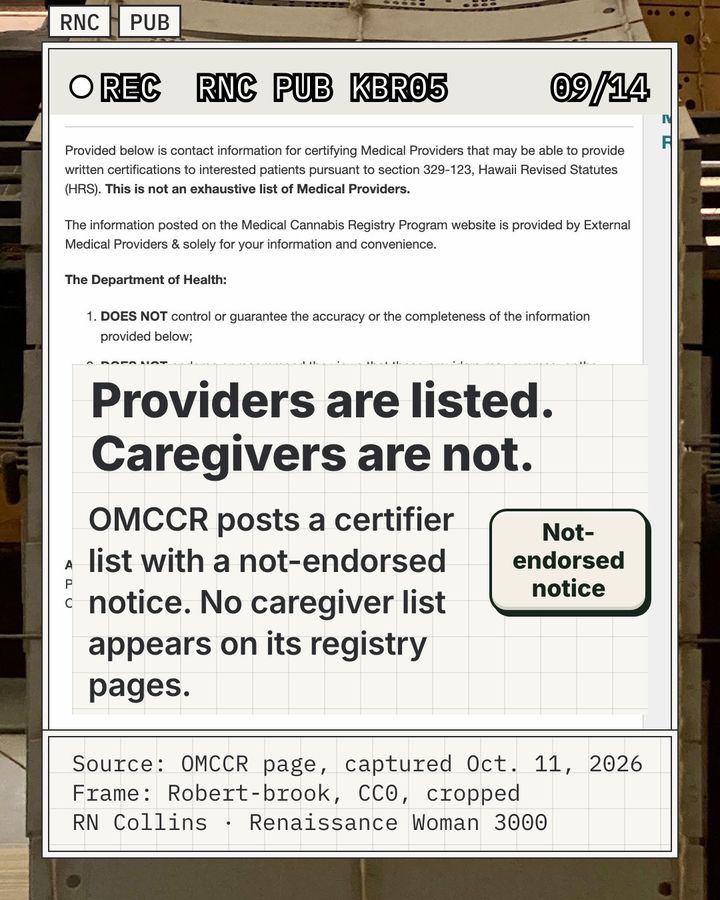 RNC PUB
REC RNC PUB KBR05 09/14
Provided below is contact information for certifying Medical Providers that may be able to provide
written certifications to interested patients pursuant to section 329-123, Hawaii Revised Statutes
(HRS). This is not an exhaustive list of Medical Providers.
The information posted on the Medical Cannabis Registry Program website is provided by External
Medical Providers & solely for your information and convenience.
The Department of Health:
1. DOES NOT control or guarantee the accuracy or the completeness of the information
provided below;
Providers are listed.
Caregivers are not.
OMCCR posts a certifier
list with a not-endorsed
notice. No caregiver list
appears on its registry
pages.
Not-
endorsed
notice
Source: OMCCR page, captured Oct. 11, 2026
Frame: Robert-brook, CC0, cropped
RN Collins · Renaissance Woman 3000